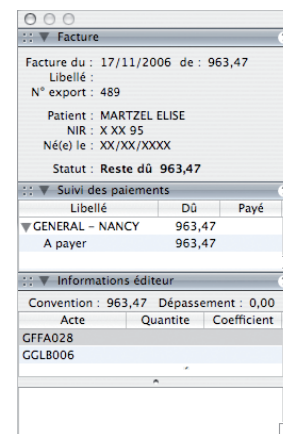 Facture
Facture du : 17/11/2006 de : 963,47
Libellé :
N° export : 489
Patient : MARTZEL ELISE
NIR : X XX 95
Né(e) le : XX/XX/XXXX
Statut : Reste dû 963,47
Suivi des paiements
Libellé Dû Payé
GENERAL – NANCY 963,47
A payer 963,47
Informations éditeur
Convention : 963,47 Dépassement : 0,00
Acte Quantite Coefficient
GFFA028
GGLB006